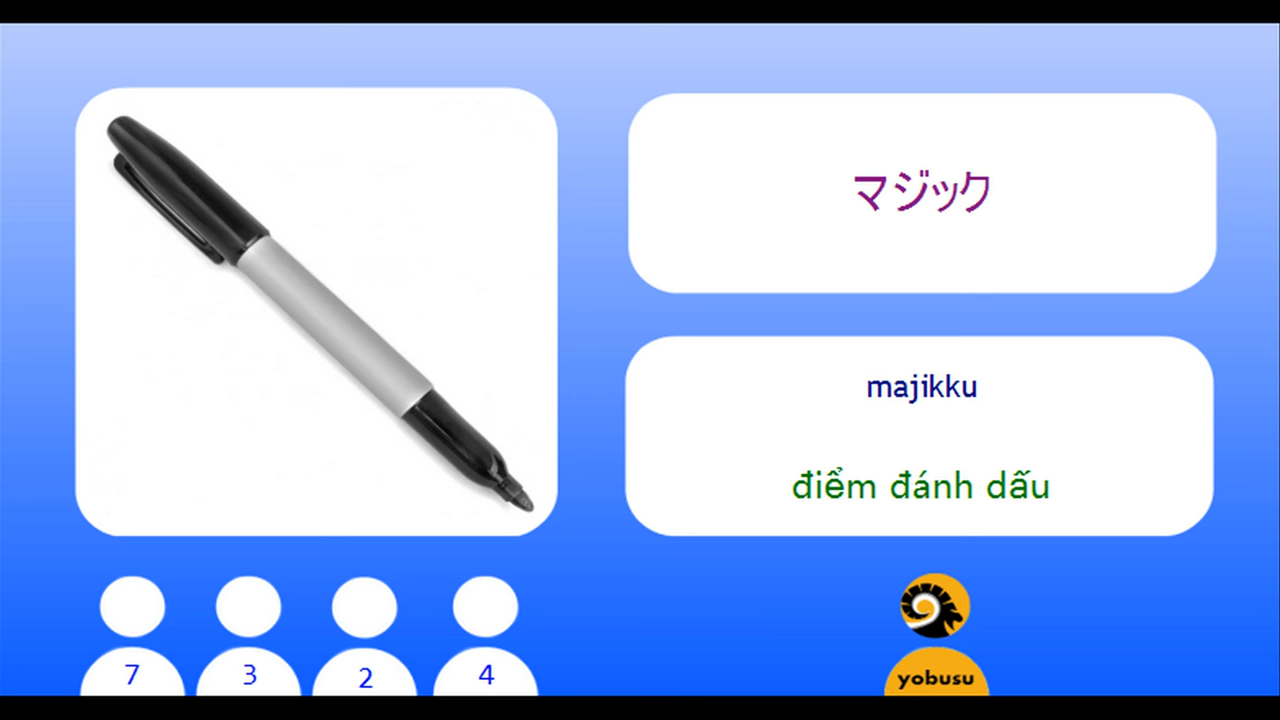 マジック
majikku
điểm đánh dấu
7
3
2
4
yobusu